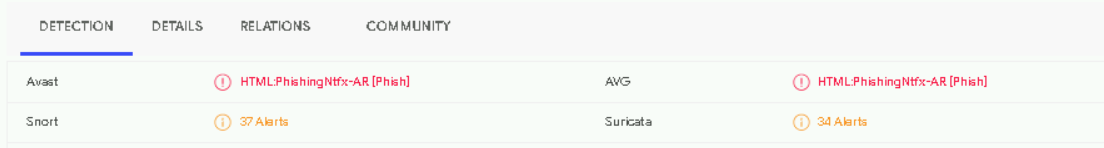 DETECTION DETAILS RELATIONS COMMUNITY
Avast HTML:PhishingNtfx-AR [Phish] AVG HTML:PhishingNtfx-AR [Phish]
Snort 37 Alerts Suricata 34 Alerts